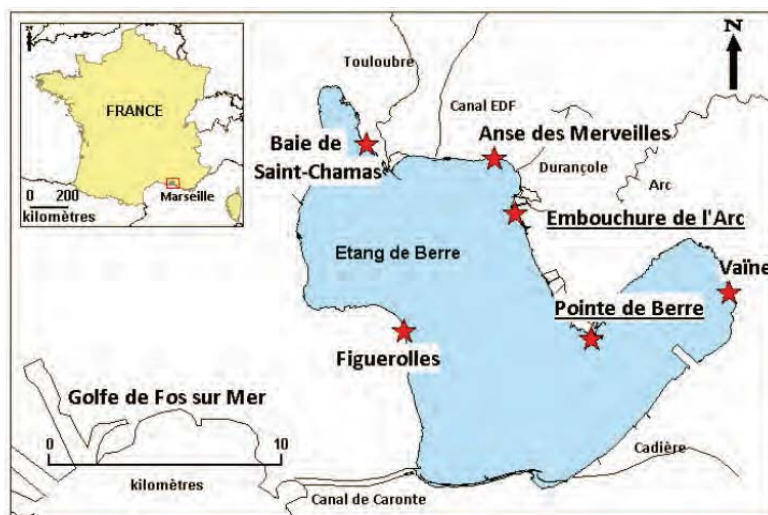 FRANCE
0 200
kilomètres
Marseille
Touloubre
Canal EDF
N
Baie de
Saint-Chamas
Anse des Merveilles
Durançole
Arc
Embouchure de l'Arc
Etang de Berre
Vaïne
Pointe de Berre
Figuerolles
Golfe de Fos sur Mer
0 10
kilomètres
Canal de Caronte
Cadière